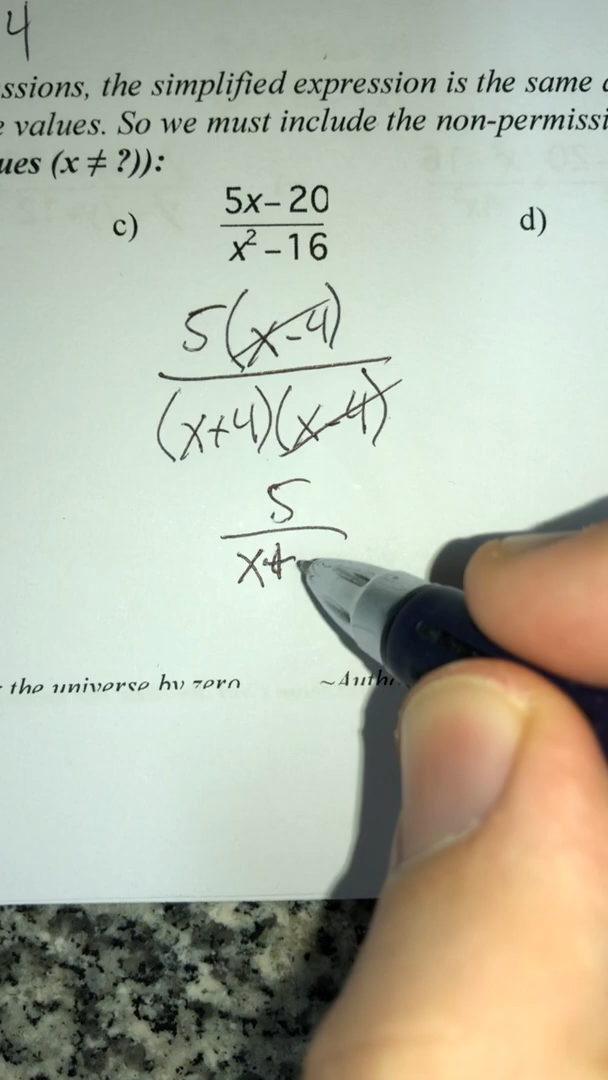 4
ssions, the simplified expression is the same
values. So we must include the non-permissi
ues (x ≠ ?)):
c) d)
5x-20
x²-16
5(x-4)
(x+4)(x-4)
5
x+
the universe by zero ~Auth